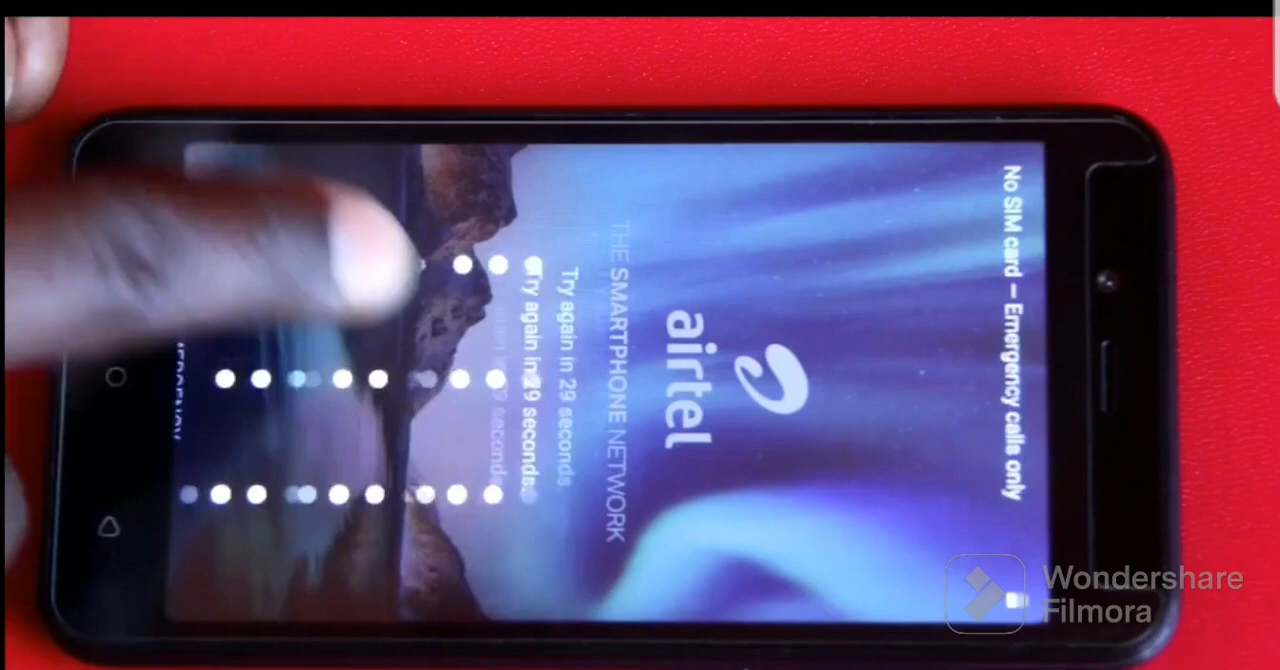 No SIM card – Emergency calls only
airtel
THE SMARTPHONE NETWORK
Try again in 29 seconds
Try again in 29 seconds.
Wondershare
Filmora